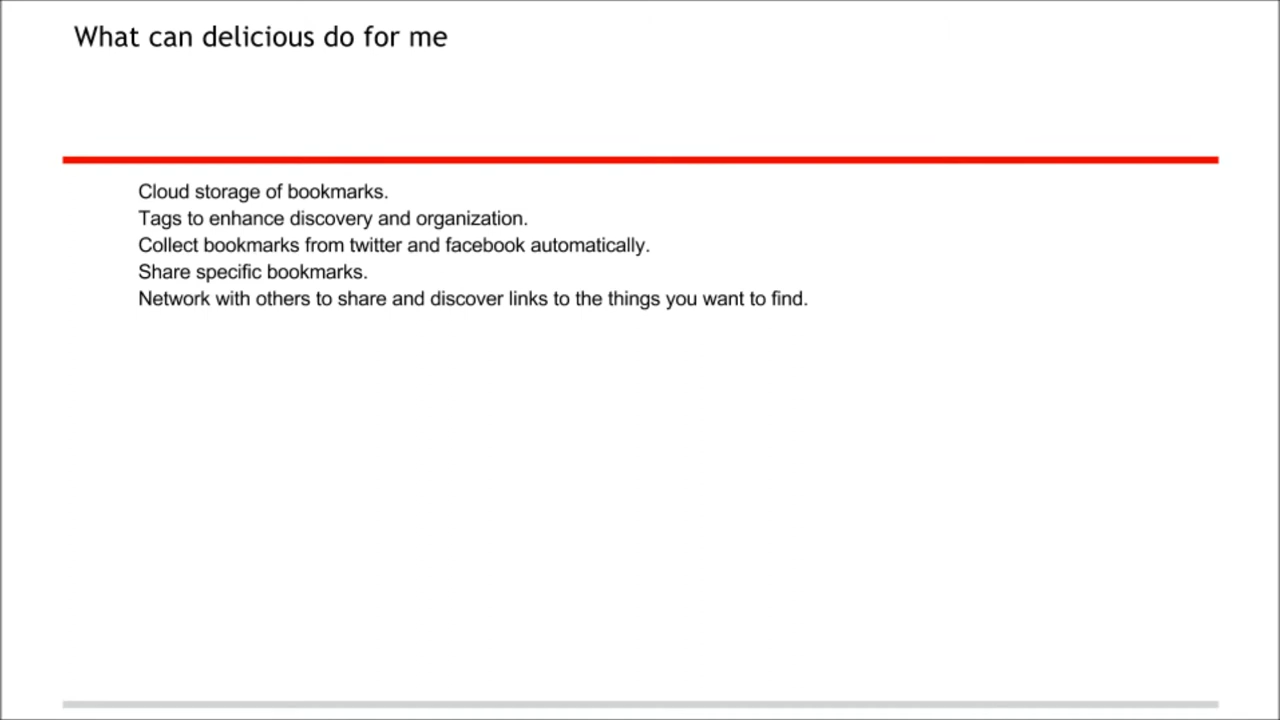 What can delicious do for me
Cloud storage of bookmarks.
Tags to enhance discovery and organization.
Collect bookmarks from twitter and facebook automatically.
Share specific bookmarks.
Network with others to share and discover links to the things you want to find.